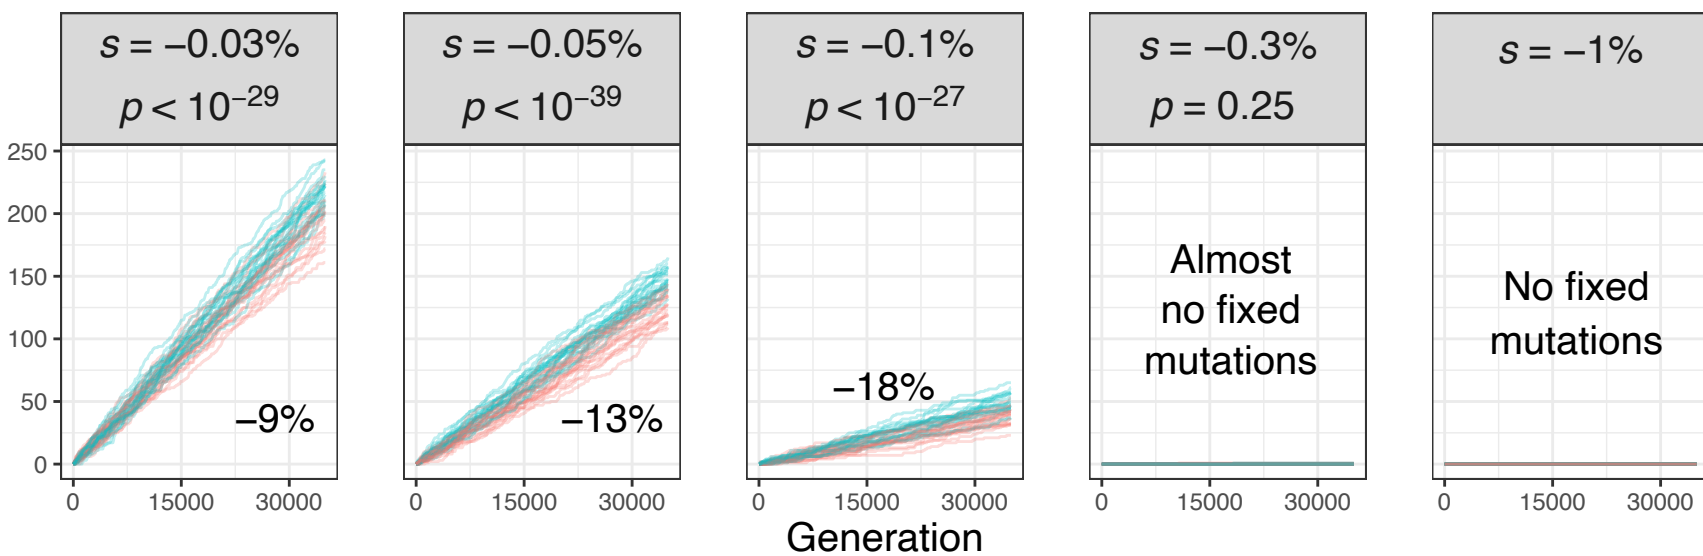 s = −0.03%
p < 10⁻²⁹
s = −0.05%
p < 10⁻³⁹
s = −0.1%
p < 10⁻²⁷
s = −0.3%
p = 0.25
s = −1%
250
200
150
100
50
0
−9%
−13%
−18%
Almost
no fixed
mutations
No fixed
mutations
0 15000 30000
0 15000 30000
0 15000 30000
0 15000 30000
0 15000 30000
Generation